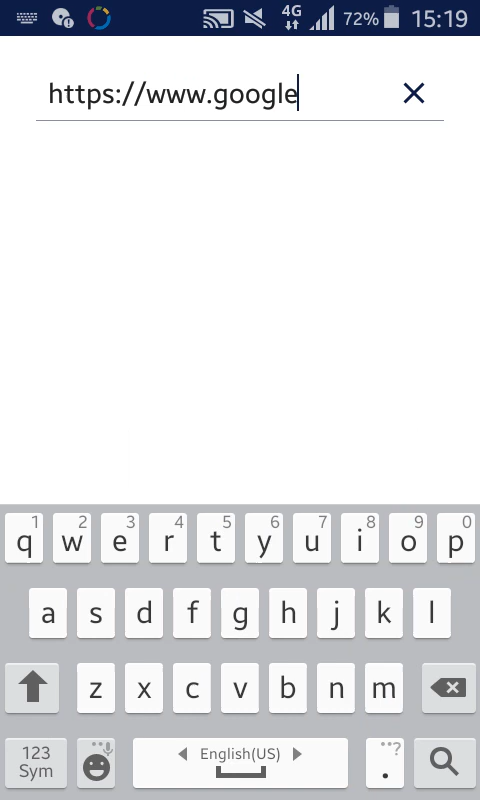 4G 72% 15:19
https://www.google
1 2 3 4 5 6 7 8 9 0
q w e r t y u i o p
a s d f g h j k l
z x c v b n m
123 Sym English(US) . ?